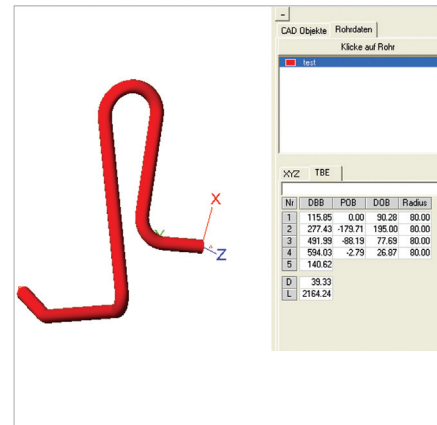 CAD Objekte Rohrdaten
Klicke auf Rohr
test
XYZ TBE
Nr DBB POB DOB Radius
1 115.85 0.00 90.28 80.00
2 277.43 -179.71 195.00 80.00
3 491.99 -88.19 77.69 80.00
4 594.03 -2.79 26.87 80.00
5 140.62
D 39.33
L 2164.24
X
Y
Z